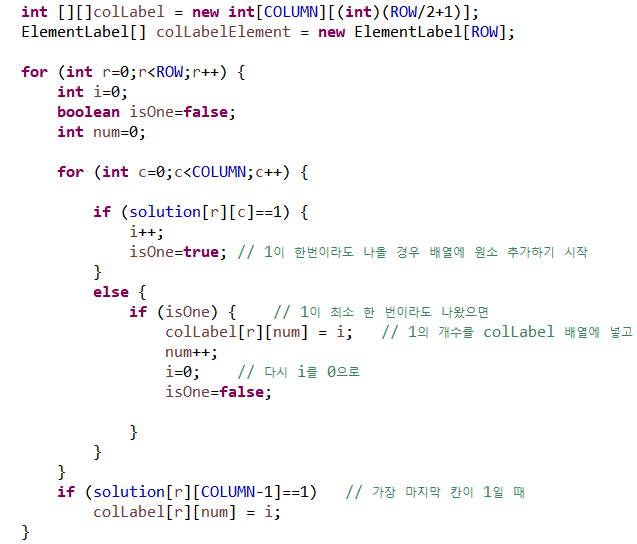 int [][]colLabel = new int[COLUMN][(int)(ROW/2+1)];
ElementLabel[] colLabelElement = new ElementLabel[ROW];
for (int r=0;r<ROW;r++) {
int i=0;
boolean isOne=false;
int num=0;
for (int c=0;c<COLUMN;c++) {
if (solution[r][c]==1) {
i++;
isOne=true; // 1이 한번이라도 나올 경우 배열에 원소 추가하기 시작
}
else {
if (isOne) { // 1이 최소 한 번이라도 나왔으면
colLabel[r][num] = i; // 1의 개수를 colLabel 배열에 넣고
num++;
i=0; // 다시 i를 0으로
isOne=false;
}
}
}
if (solution[r][COLUMN-1]==1) // 가장 마지막 칸이 1일 때
colLabel[r][num] = i;
}